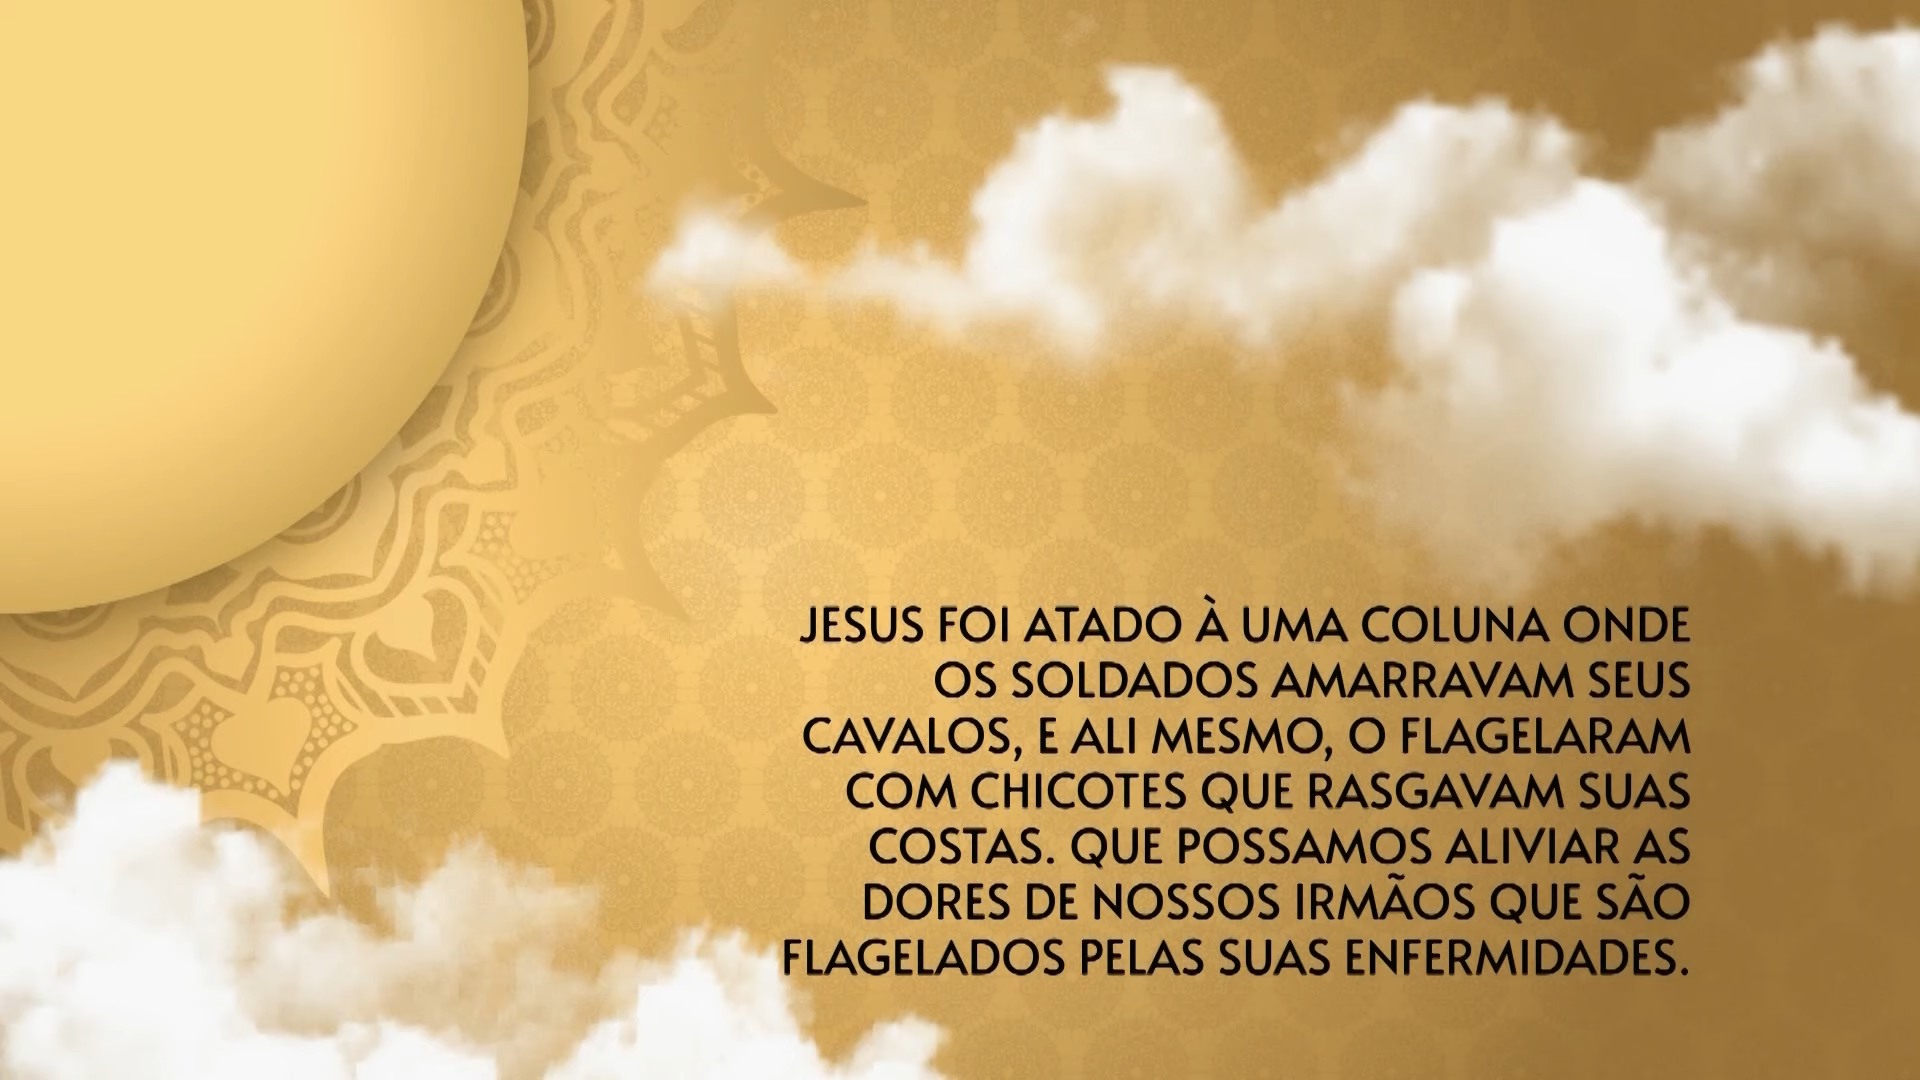 JESUS FOI ATADO À UMA COLUNA ONDE
OS SOLDADOS AMARRAVAM SEUS
CAVALOS, E ALI MESMO, O FLAGELARAM
COM CHICOTES QUE RASGAVAM SUAS
COSTAS. QUE POSSAMOS ALIVIAR AS
DORES DE NOSSOS IRMÃOS QUE SÃO
FLAGELADOS PELAS SUAS ENFERMIDADES.